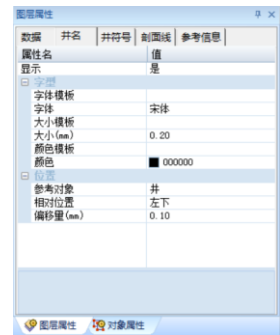 图层属性
数据 井名 井符号 剖面线 参考信息
属性名 值
显示 是
字型
字体模板
字体 宋体
大小模板
大小(mm) 0.20
颜色模板
颜色 000000
位置
参考对象 井
相对位置 左下
偏移量(mm) 0.10
图层属性 对象属性